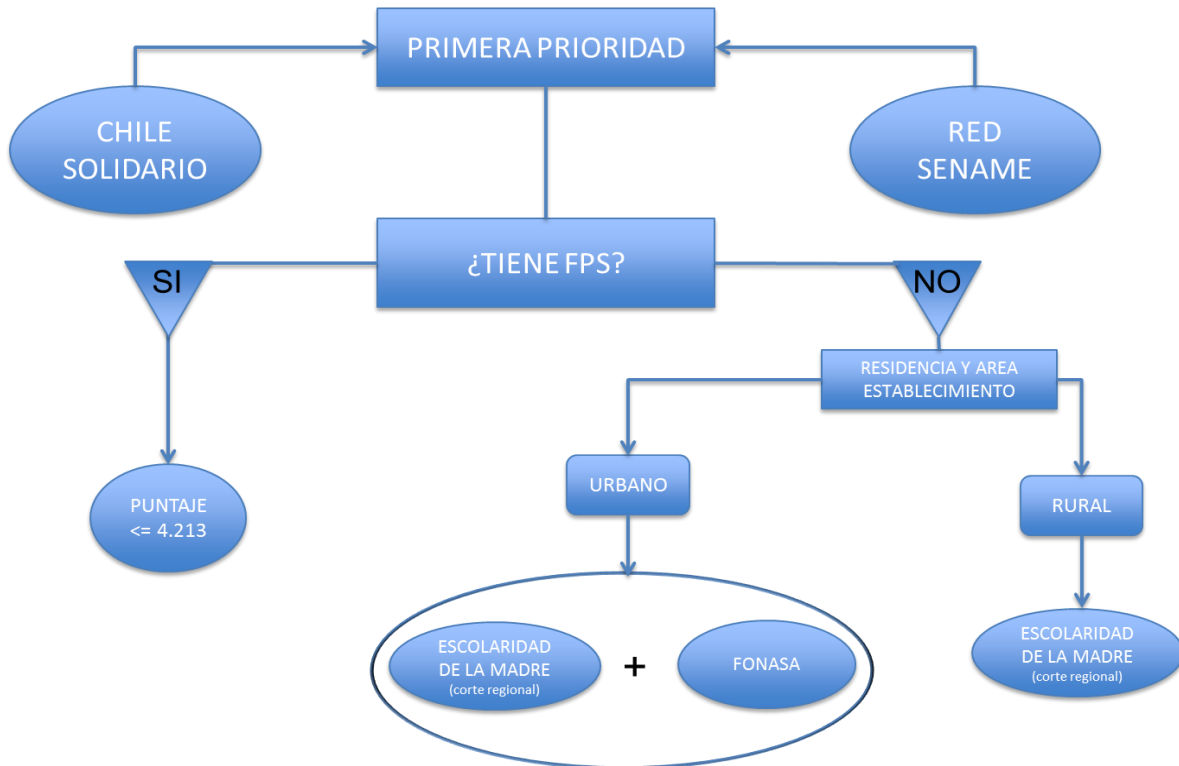 PRIMERA PRIORIDAD
CHILE
SOLIDARIO
RED
SENAME
¿TIENE FPS?
SI
NO
RESIDENCIA Y AREA
ESTABLECIMIENTO
URBANO
RURAL
PUNTAJE
<= 4.213
ESCOLARIDAD
DE LA MADRE
(corte regional)
+
FONASA
ESCOLARIDAD
DE LA MADRE
(corte regional)